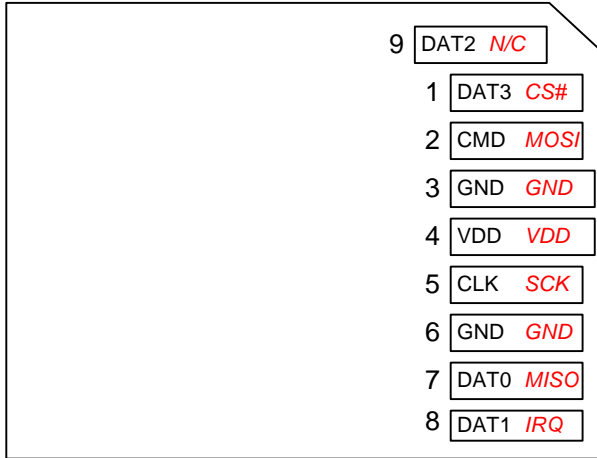 9 DAT2 N/C
1 DAT3 CS#
2 CMD MOSI
3 GND GND
4 VDD VDD
5 CLK SCK
6 GND GND
7 DAT0 MISO
8 DAT1 IRQ